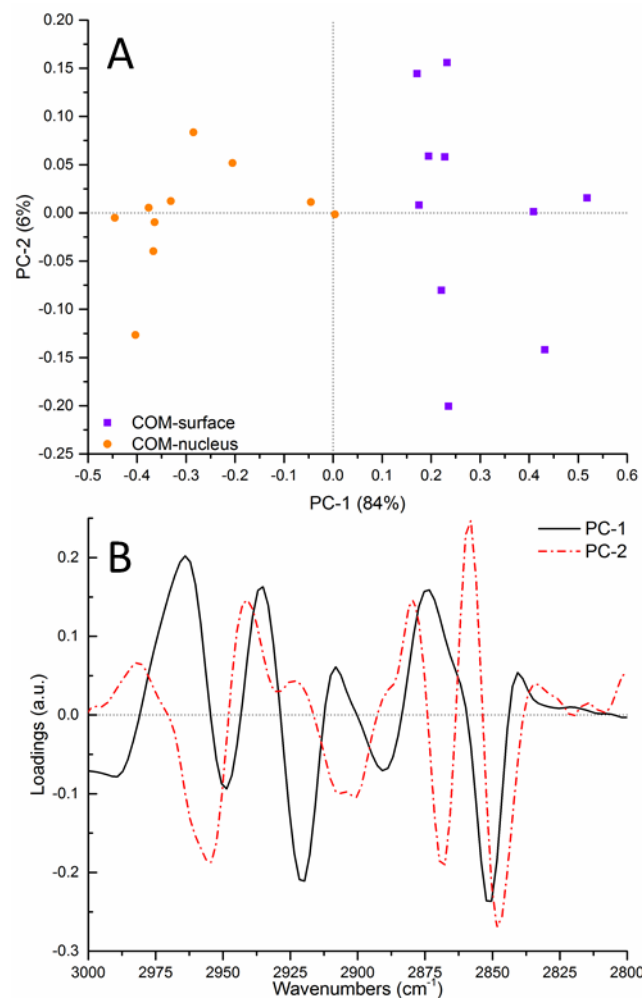 A
PC-2 (6%)
0.20
0.15
0.10
0.05
0.00
-0.05
-0.10
-0.15
-0.20
-0.25
COM-surface
COM-nucleus
-0.5 -0.4 -0.3 -0.2 -0.1 0.0 0.1 0.2 0.3 0.4 0.5 0.6
PC-1 (84%)
B
PC-1
PC-2
Loadings (a.u.)
0.2
0.1
0.0
-0.1
-0.2
-0.3
3000 2975 2950 2925 2900 2875 2850 2825 2800
Wavenumbers (cm⁻¹)